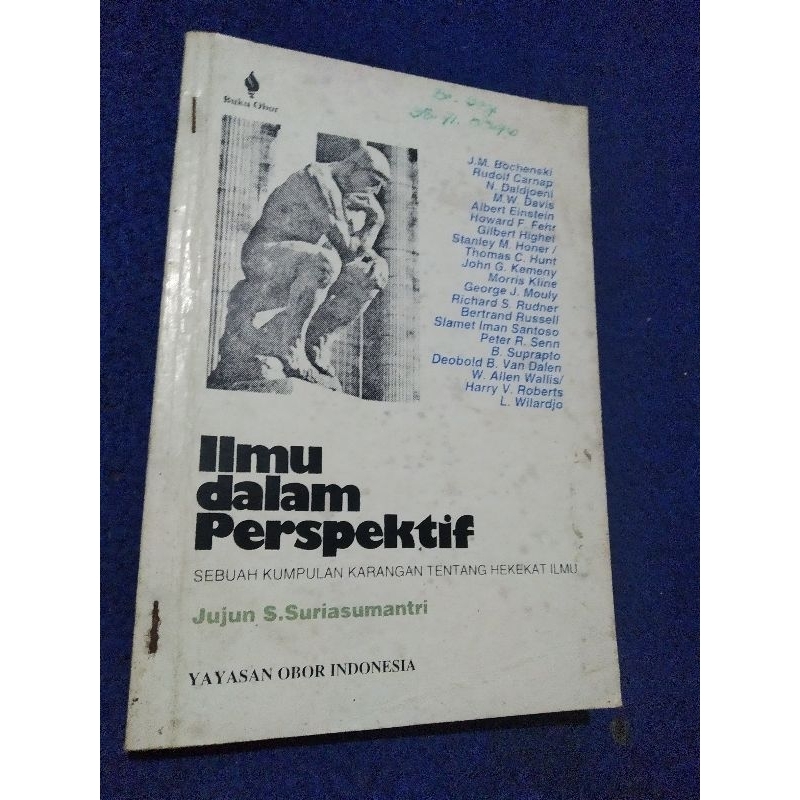 Buku Obor
J.M. Bochenski
Rudolf Carnap
N. Daldjoeni
M.W. Davis
Albert Einstein
Howard F. Fehr
Gilbert Highet
Stanley M. Honer /
Thomas C. Hunt
John G. Kemeny
Morris Kline
George J. Mouly
Richard S. Rudner
Bertrand Russell
Slamet Iman Santoso
Peter R. Senn
B. Suprapto
Deobold B. Van Dalen
W. Allen Wallis/
Harry V. Roberts
L. Wilardjo
Ilmu
dalam
Perspektif
SEBUAH KUMPULAN KARANGAN TENTANG HEKEKAT ILMU
Jujun S.Suriasumantri
YAYASAN OBOR INDONESIA